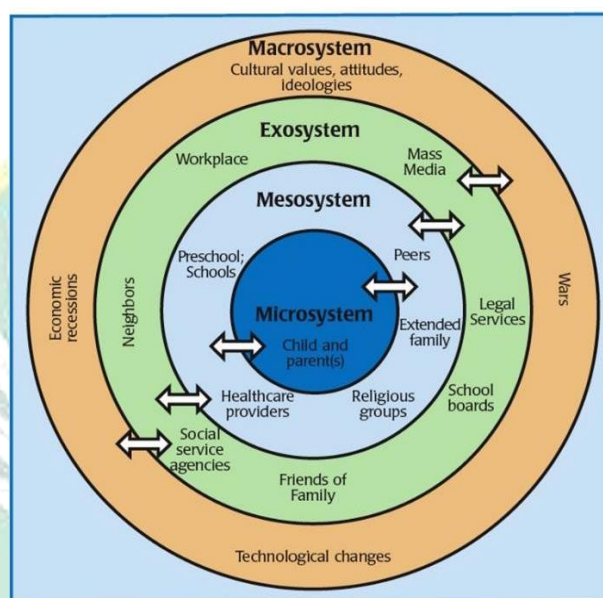 Macrosystem
Cultural values, attitudes,
ideologies
Exosystem
Workplace
Mass
Media
Mesosystem
Preschool;
Schools
Peers
Economic
recessions
Neighbors
Microsystem
Child and
parent(s)
Extended
family
Legal
Services
Wars
Healthcare
providers
Religious
groups
School
boards
Social
service
agencies
Friends of
Family
Technological changes